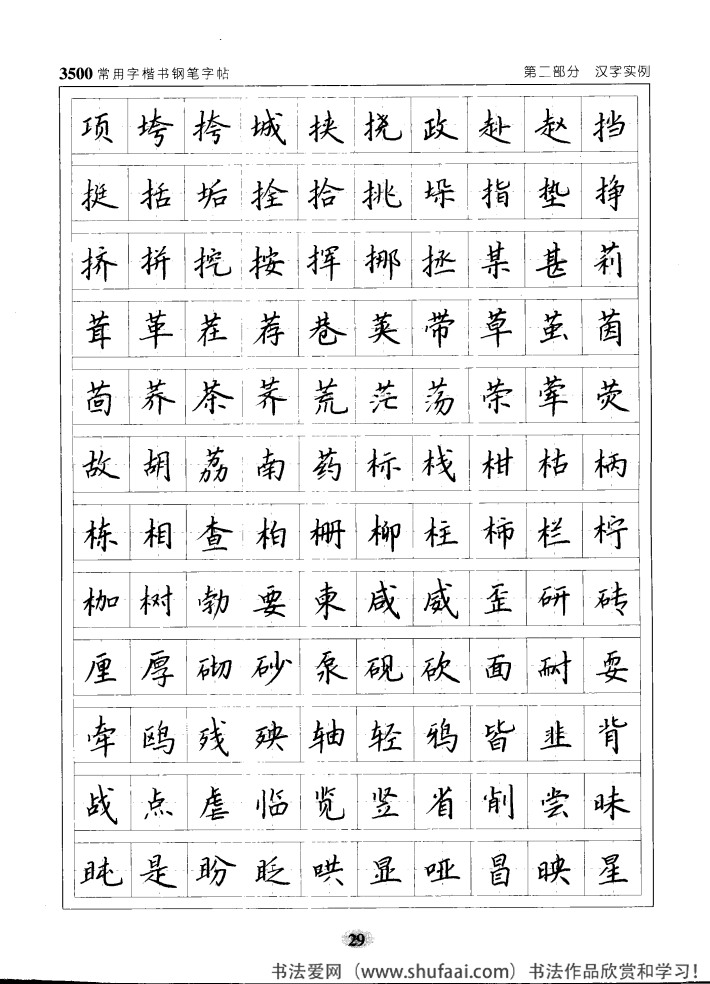 3500 常用字楷书钢笔字帖 第二部分 汉字实例
项垮挎城挟挠政赴赵挡
挺括垢拴拾挑垛指垫挣
挤拼挖按挥挪拯某甚莉
茸革茬荐巷荚带草茧茵
茴荞茶荠荒茫荡荣荤荧
故胡荔南药标栈柑枯柄
栋相查柏栅柳柱柿栏柠
枷树勃要柬咸威歪研砖
厘厚砌砂泵砚砍面耐耍
牵鸥残殃轴轻鸦皆韭背
战点虐临览竖省削尝昧
盹是盼眨哄显哑冒映星
29
书法爱网（www.shufaai.com）书法作品欣赏和学习！